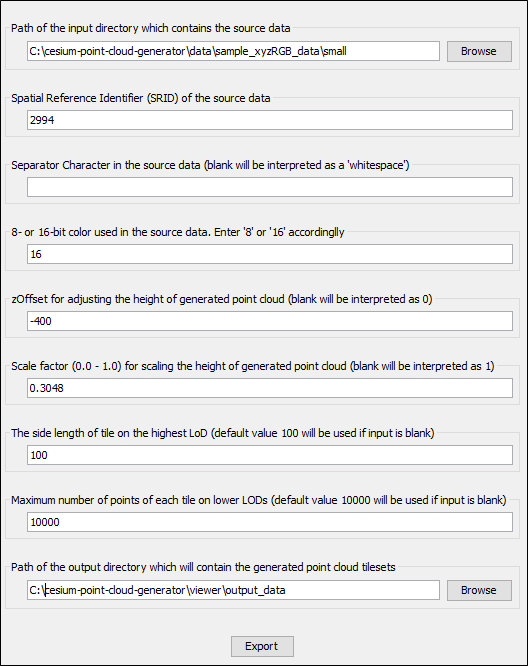 Path of the input directory which contains the source data
C:\cesium-point-cloud-generator\data\sample_xyzRGB_data\small
Browse
Spatial Reference Identifier (SRID) of the source data
2994
Separator Character in the source data (blank will be interpreted as a 'whitespace')
8- or 16-bit color used in the source data. Enter '8' or '16' accordinglly
16
zOffset for adjusting the height of generated point cloud (blank will be interpreted as 0)
-400
Scale factor (0.0 - 1.0) for scaling the height of generated point cloud (blank will be interpreted as 1)
0.3048
The side length of tile on the highest LoD (default value 100 will be used if input is blank)
100
Maximum number of points of each tile on lower LODs (default value 10000 will be used if input is blank)
10000
Path of the output directory which will contain the generated point cloud tilesets
C:\cesium-point-cloud-generator\viewer\output_data
Browse
Export